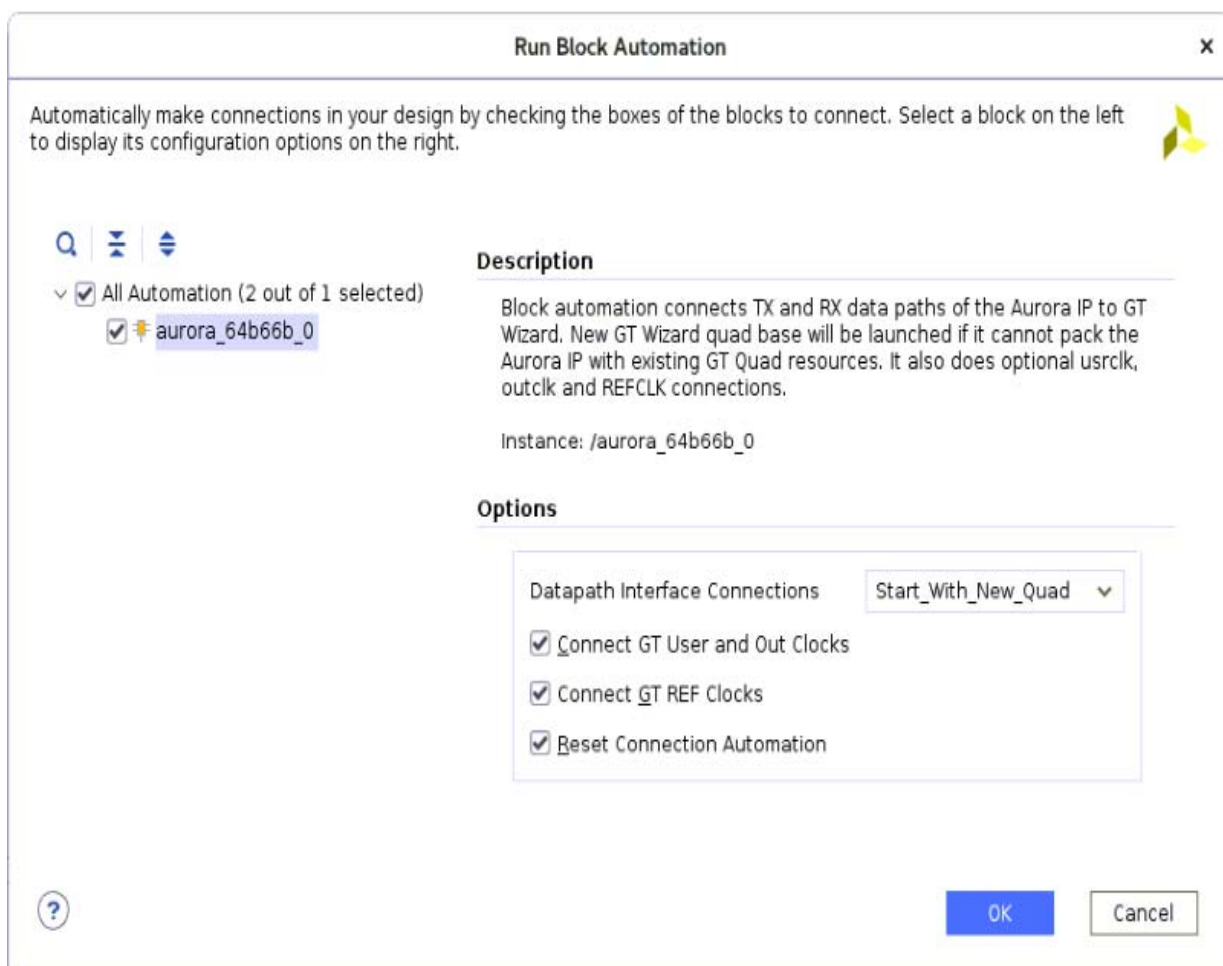 Run Block Automation
x
Automatically make connections in your design by checking the boxes of the blocks to connect. Select a block on the left
to display its configuration options on the right.
All Automation (2 out of 1 selected)
aurora_64b66b_0
Description
Block automation connects TX and RX data paths of the Aurora IP to GT
Wizard. New GT Wizard quad base will be launched if it cannot pack the
Aurora IP with existing GT Quad resources. It also does optional usrclk,
outclk and REFCLK connections.
Instance: /aurora_64b66b_0
Options
Datapath Interface Connections
Start_With_New_Quad
Connect GT User and Out Clocks
Connect GT REF Clocks
Reset Connection Automation
?
OK
Cancel